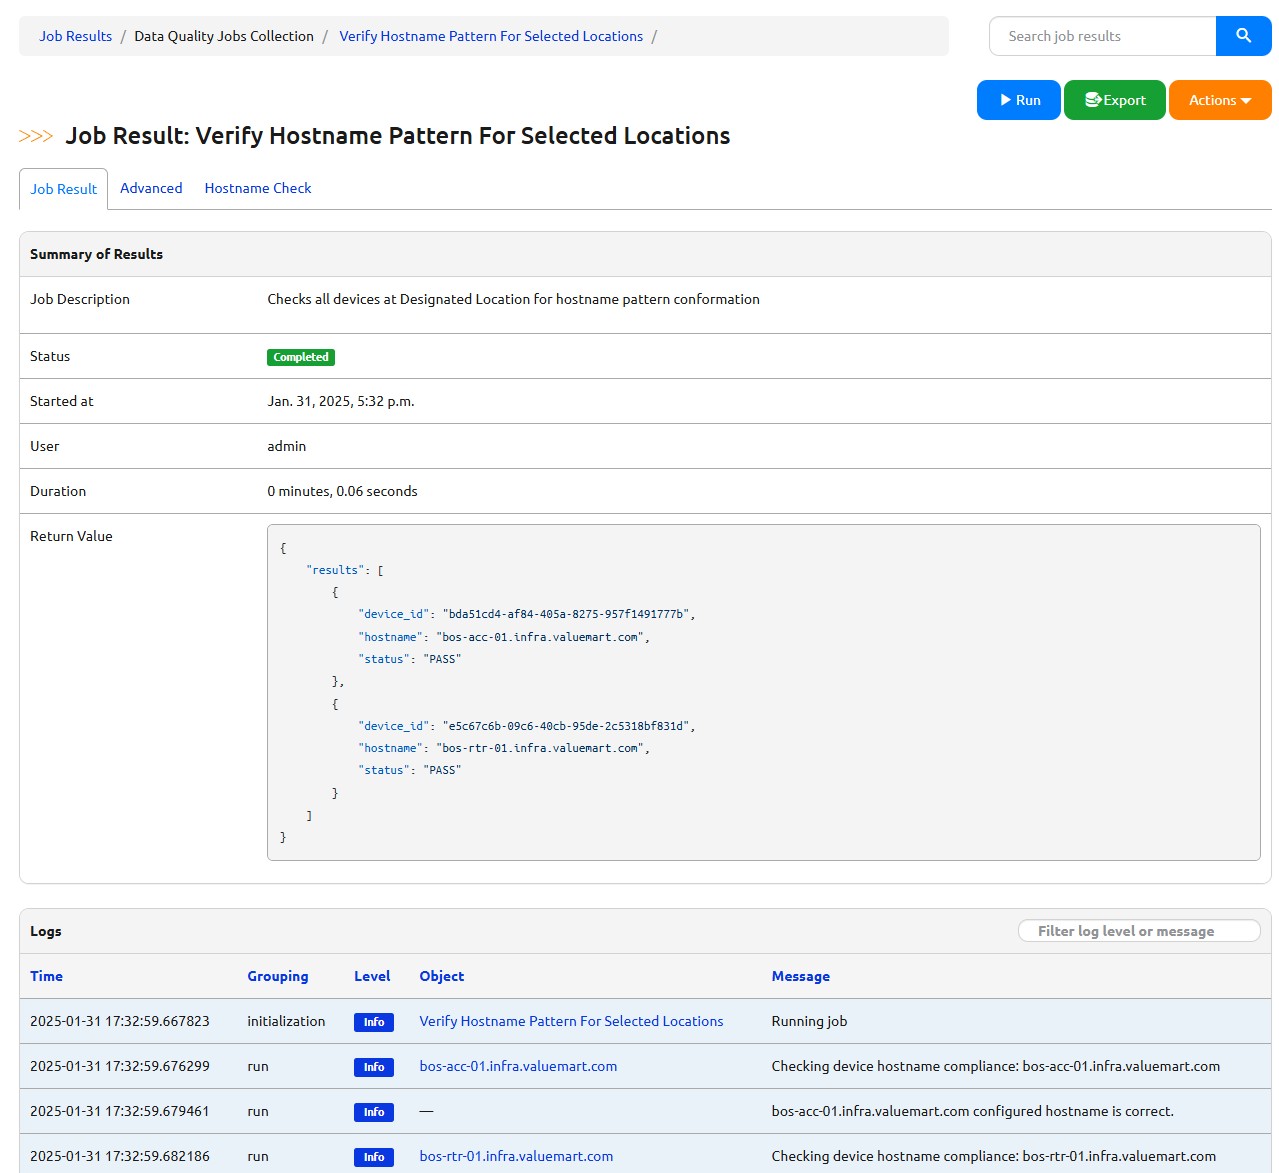 Job Results / Data Quality Jobs Collection / Verify Hostname Pattern For Selected Locations /
Search job results
Run Export Actions
>>> Job Result: Verify Hostname Pattern For Selected Locations
Job Result Advanced Hostname Check
Summary of Results
Job Description Checks all devices at Designated Location for hostname pattern conformation
Status Completed
Started at Jan. 31, 2025, 5:32 p.m.
User admin
Duration 0 minutes, 0.06 seconds
Return Value
{
"results": [
{
"device_id": "bda51cd4-af84-405a-8275-957f1491777b",
"hostname": "bos-acc-01.infra.valuemart.com",
"status": "PASS"
},
{
"device_id": "e5c67c6b-09c6-40cb-95de-2c5318bf831d",
"hostname": "bos-rtr-01.infra.valuemart.com",
"status": "PASS"
}
]
}
Logs Filter log level or message
Time Grouping Level Object Message
2025-01-31 17:32:59.667823 initialization Info Verify Hostname Pattern For Selected Locations Running job
2025-01-31 17:32:59.676299 run Info bos-acc-01.infra.valuemart.com Checking device hostname compliance: bos-acc-01.infra.valuemart.com
2025-01-31 17:32:59.679461 run Info — bos-acc-01.infra.valuemart.com configured hostname is correct.
2025-01-31 17:32:59.682186 run Info bos-rtr-01.infra.valuemart.com Checking device hostname compliance: bos-rtr-01.infra.valuemart.com